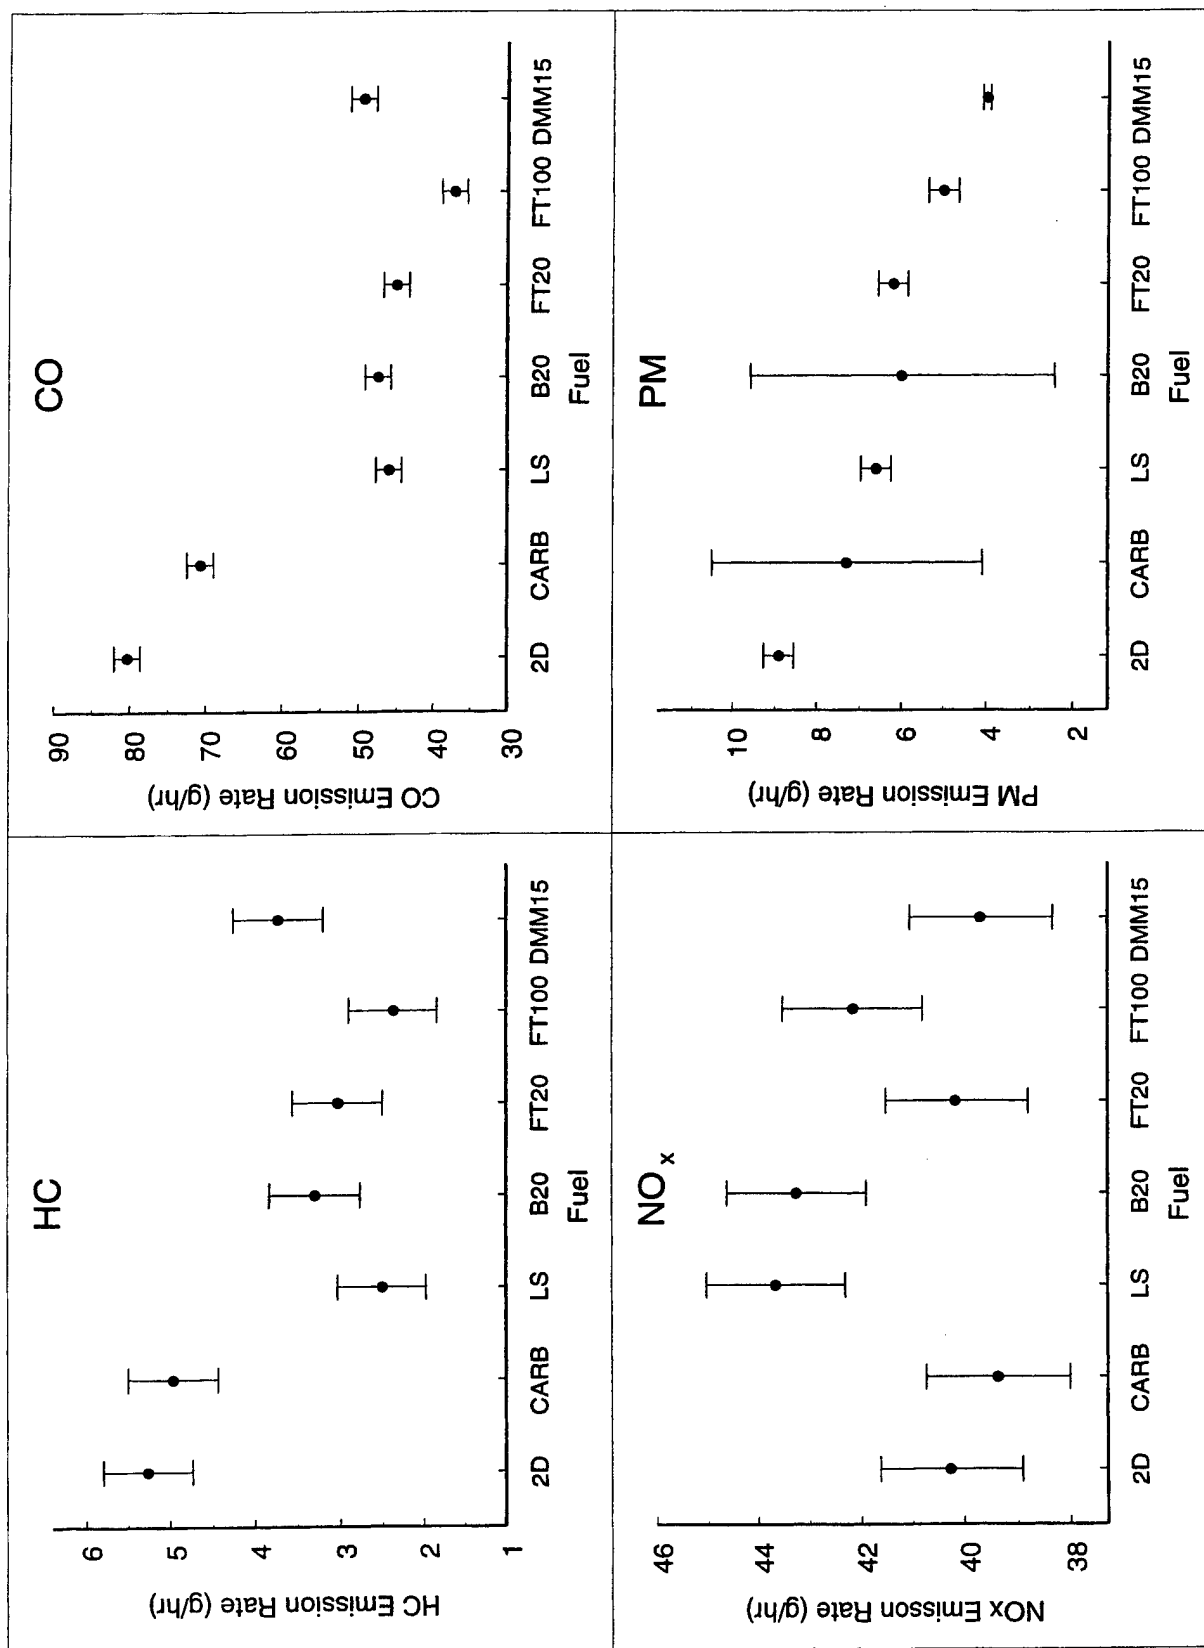 HC
HC Emission Rate (g/hr)
6
5
4
3
2
1
2D CARB LS B20 FT20 FT100 DMM15
Fuel
CO
CO Emission Rate (g/hr)
90
80
70
60
50
40
30
2D CARB LS B20 FT20 FT100 DMM15
Fuel
NOx
NOx Emisson Rate (g/hr)
46
44
42
40
38
2D CARB LS B20 FT20 FT100 DMM15
Fuel
PM
PM Emission Rate (g/hr)
10
8
6
4
2
2D CARB LS B20 FT20 FT100 DMM15
Fuel